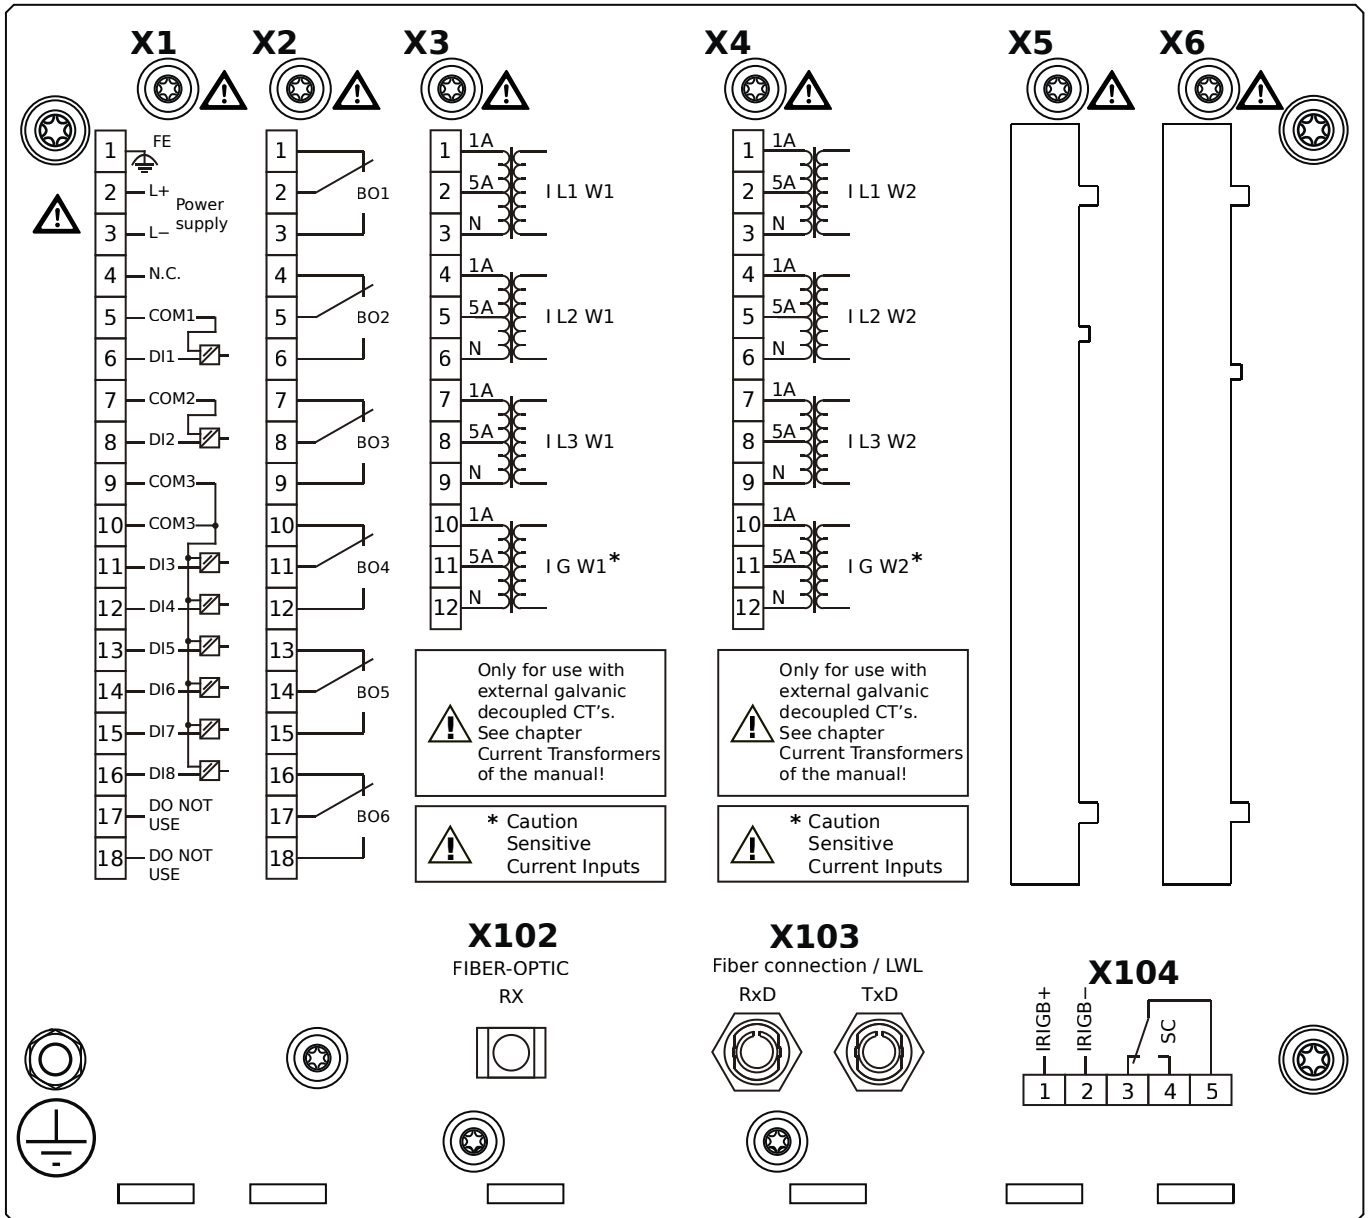 X1
X2
X3
X4
X5
X6
1
FE
2
L+
Power
supply
3
L−
4
N.C.
5
COM1
6
DI1
7
COM2
8
DI2
9
COM3
10
COM3
11
DI3
12
DI4
13
DI5
14
DI6
15
DI7
16
DI8
17
DO NOT
USE
18
DO NOT
USE
1
2
BO1
3
4
5
BO2
6
7
8
BO3
9
10
11
BO4
12
13
14
BO5
15
16
17
BO6
18
1
1A
2
5A
I L1 W1
3
N
4
1A
5
5A
I L2 W1
6
N
7
1A
8
5A
I L3 W1
9
N
10
1A
11
5A
I G W1*
12
N
Only for use with
external galvanic
decoupled CT's.
See chapter
Current Transformers
of the manual!
* Caution
Sensitive
Current Inputs
1
1A
2
5A
I L1 W2
3
N
4
1A
5
5A
I L2 W2
6
N
7
1A
8
5A
I L3 W2
9
N
10
1A
11
5A
I G W2*
12
N
Only for use with
external galvanic
decoupled CT's.
See chapter
Current Transformers
of the manual!
* Caution
Sensitive
Current Inputs
X102
FIBER-OPTIC
RX
X103
Fiber connection / LWL
RxD
TxD
X104
IRIGB+
IRIGB−
SC
1
2
3
4
5